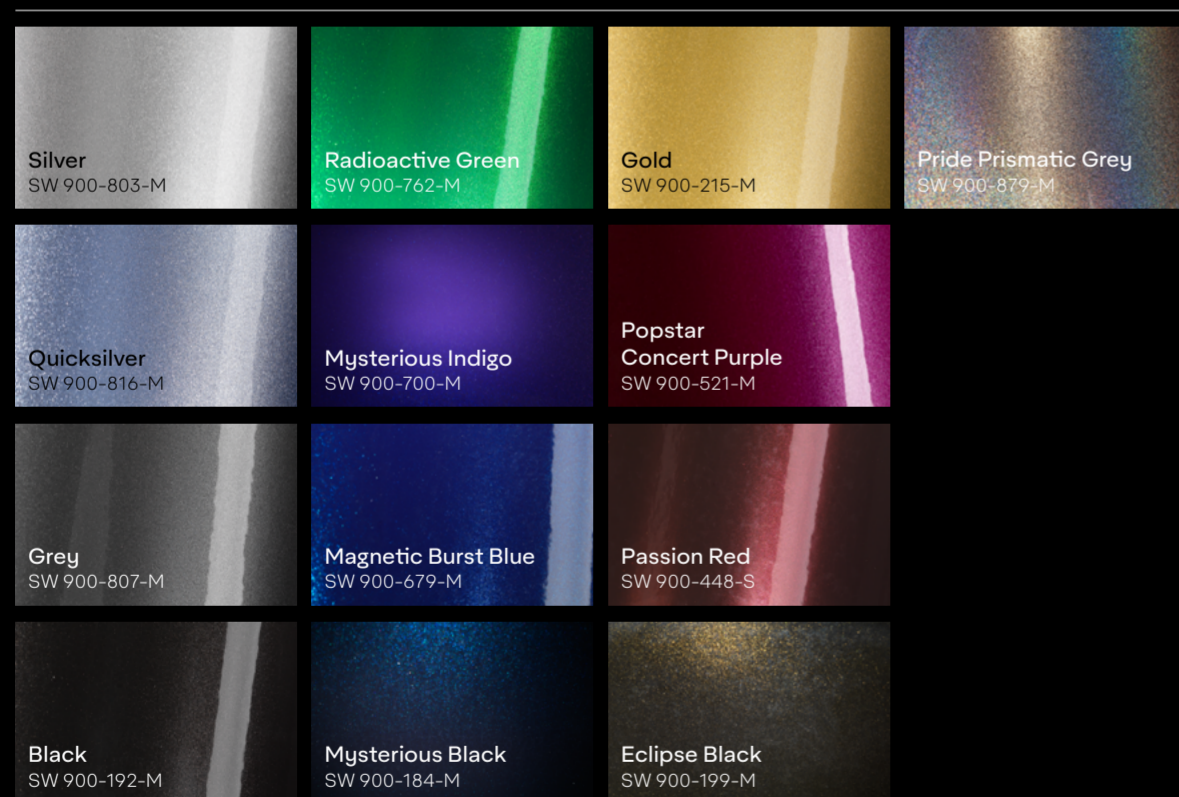 Silver
SW 900-803-M
Radioactive Green
SW 900-762-M
Gold
SW 900-215-M
Pride Prismatic Grey
SW 900-879-M
Quicksilver
SW 900-816-M
Mysterious Indigo
SW 900-700-M
Popstar
Concert Purple
SW 900-521-M
Grey
SW 900-807-M
Magnetic Burst Blue
SW 900-679-M
Passion Red
SW 900-448-S
Black
SW 900-192-M
Mysterious Black
SW 900-184-M
Eclipse Black
SW 900-199-M